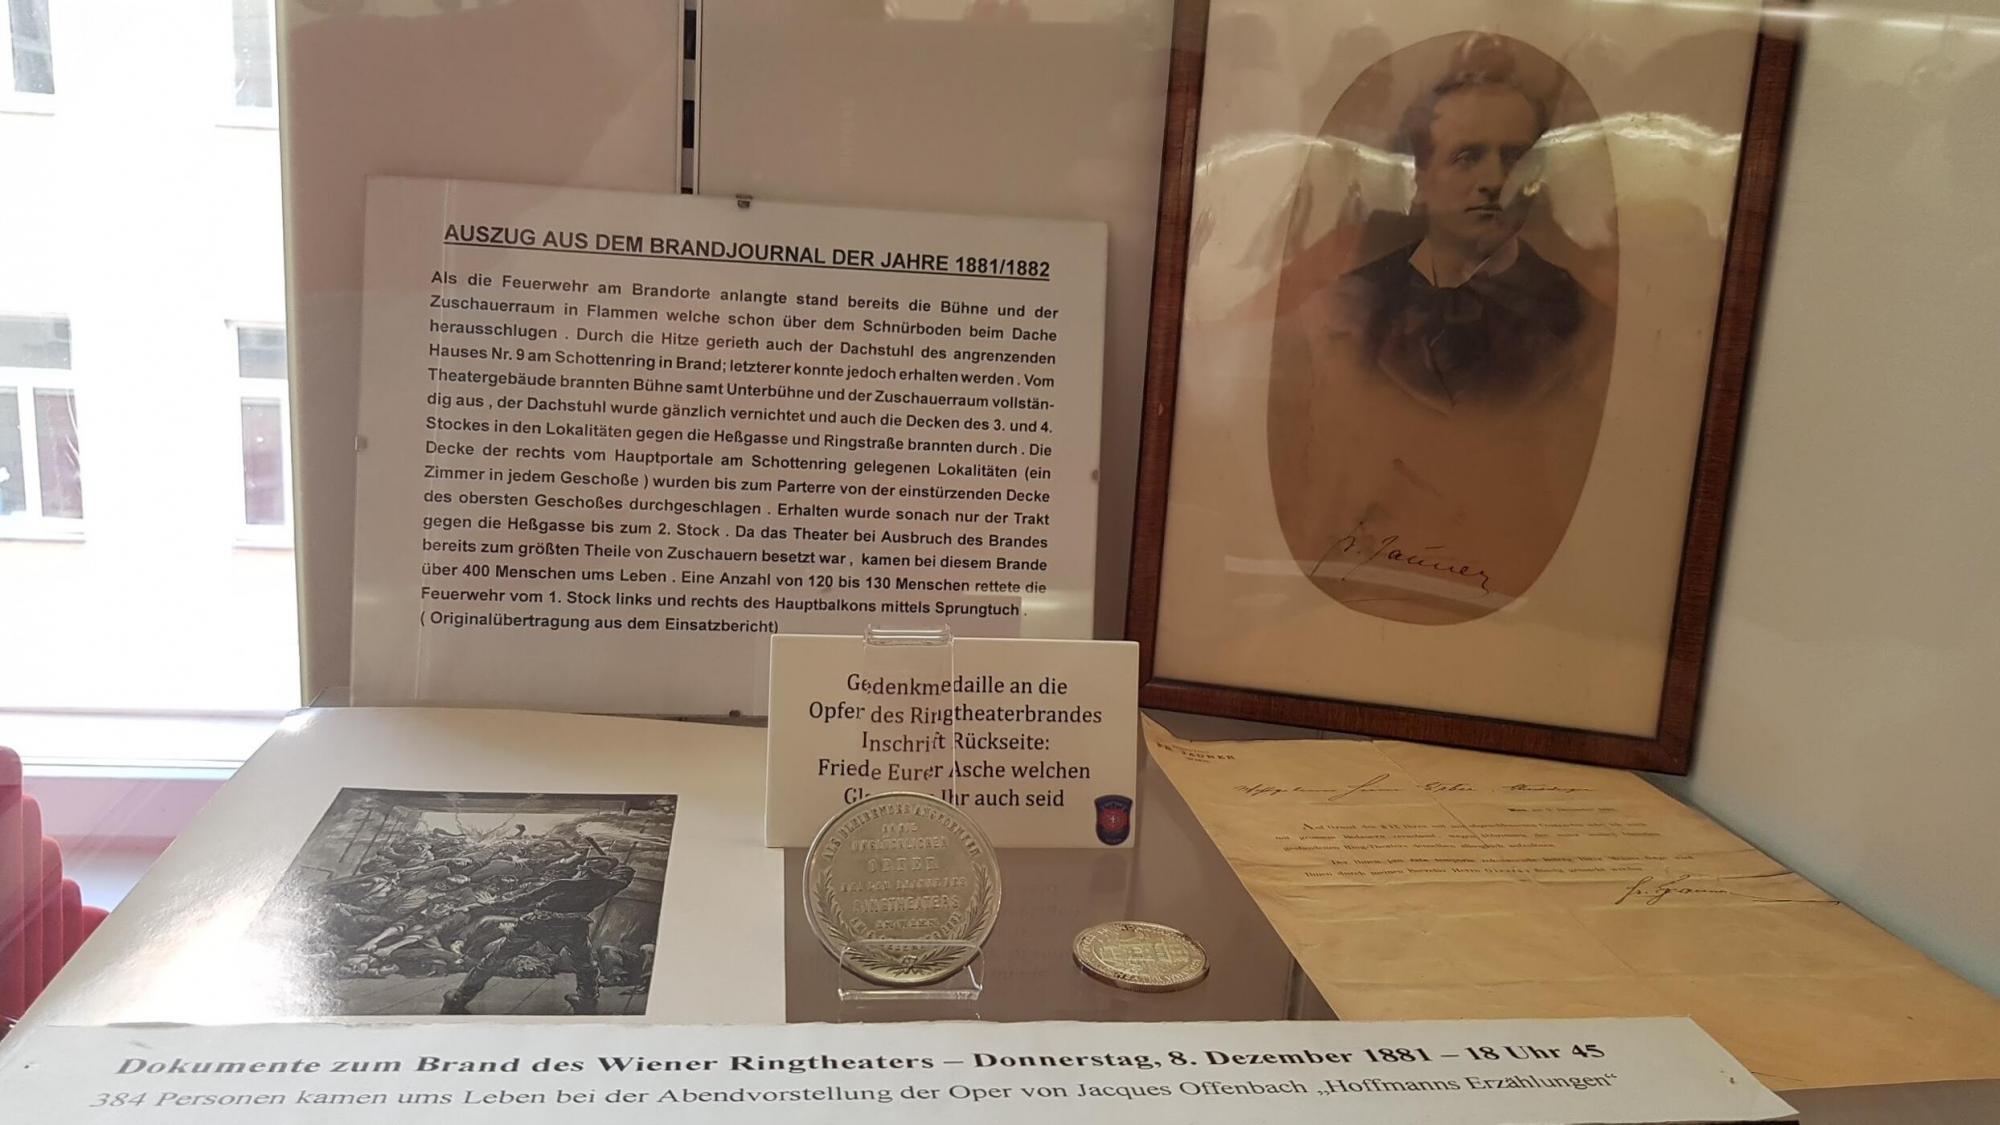 AUSZUG AUS DEM BRANDJOURNAL DER JAHRE 1881/1882
Als die Feuerwehr am Brandorte anlangte stand bereits die Bühne und der
Zuschauerraum in Flammen welche schon über dem Schnürboden beim Dache
herausschlugen . Durch die Hitze gerieth auch der Dachstuhl des angrenzenden
Hauses Nr. 9 am Schottenring in Brand; letzterer konnte jedoch erhalten werden . Vom
Theatergebäude brannten Bühne samt Unterbühne und der Zuschauerraum vollstän-
dig aus , der Dachstuhl wurde gänzlich vernichtet und auch die Decken des 3. und 4.
Stockes in den Lokalitäten gegen die Heßgasse und Ringstraße brannten durch . Die
Decke der rechts vom Hauptportale am Schottenring gelegenen Lokalitäten (ein
Zimmer in jedem Geschoße ) wurden bis zum Parterre von der einstürzenden Decke
des obersten Geschoßes durchgeschlagen . Erhalten wurde sonach nur der Trakt
gegen die Heßgasse bis zum 2. Stock . Da das Theater bei Ausbruch des Brandes
bereits zum größten Theile von Zuschauern besetzt war , kamen bei diesem Brande
über 400 Menschen ums Leben . Eine Anzahl von 120 bis 130 Menschen rettete die
Feuerwehr vom 1. Stock links und rechts des Hauptbalkons mittels Sprungtuch .
( Originalübertragung aus dem Einsatzbericht)
Fr. Jauner
Gedenkmedaille an die
Opfer des Ringtheaterbrandes
Inschrift Rückseite:
Friede Eurer Asche welchen
Ihr auch seid
ALS BLEIBENDES ANGEDENKEN
AN DIE
OPFER
RINGTHEATERS
FR. JAUNER
Fr. Jauner
Dokumente zum Brand des Wiener Ringtheaters – Donnerstag, 8. Dezember 1881 – 18 Uhr 45
384 Personen kamen ums Leben bei der Abendvorstellung der Oper von Jacques Offenbach „Hoffmanns Erzählungen“